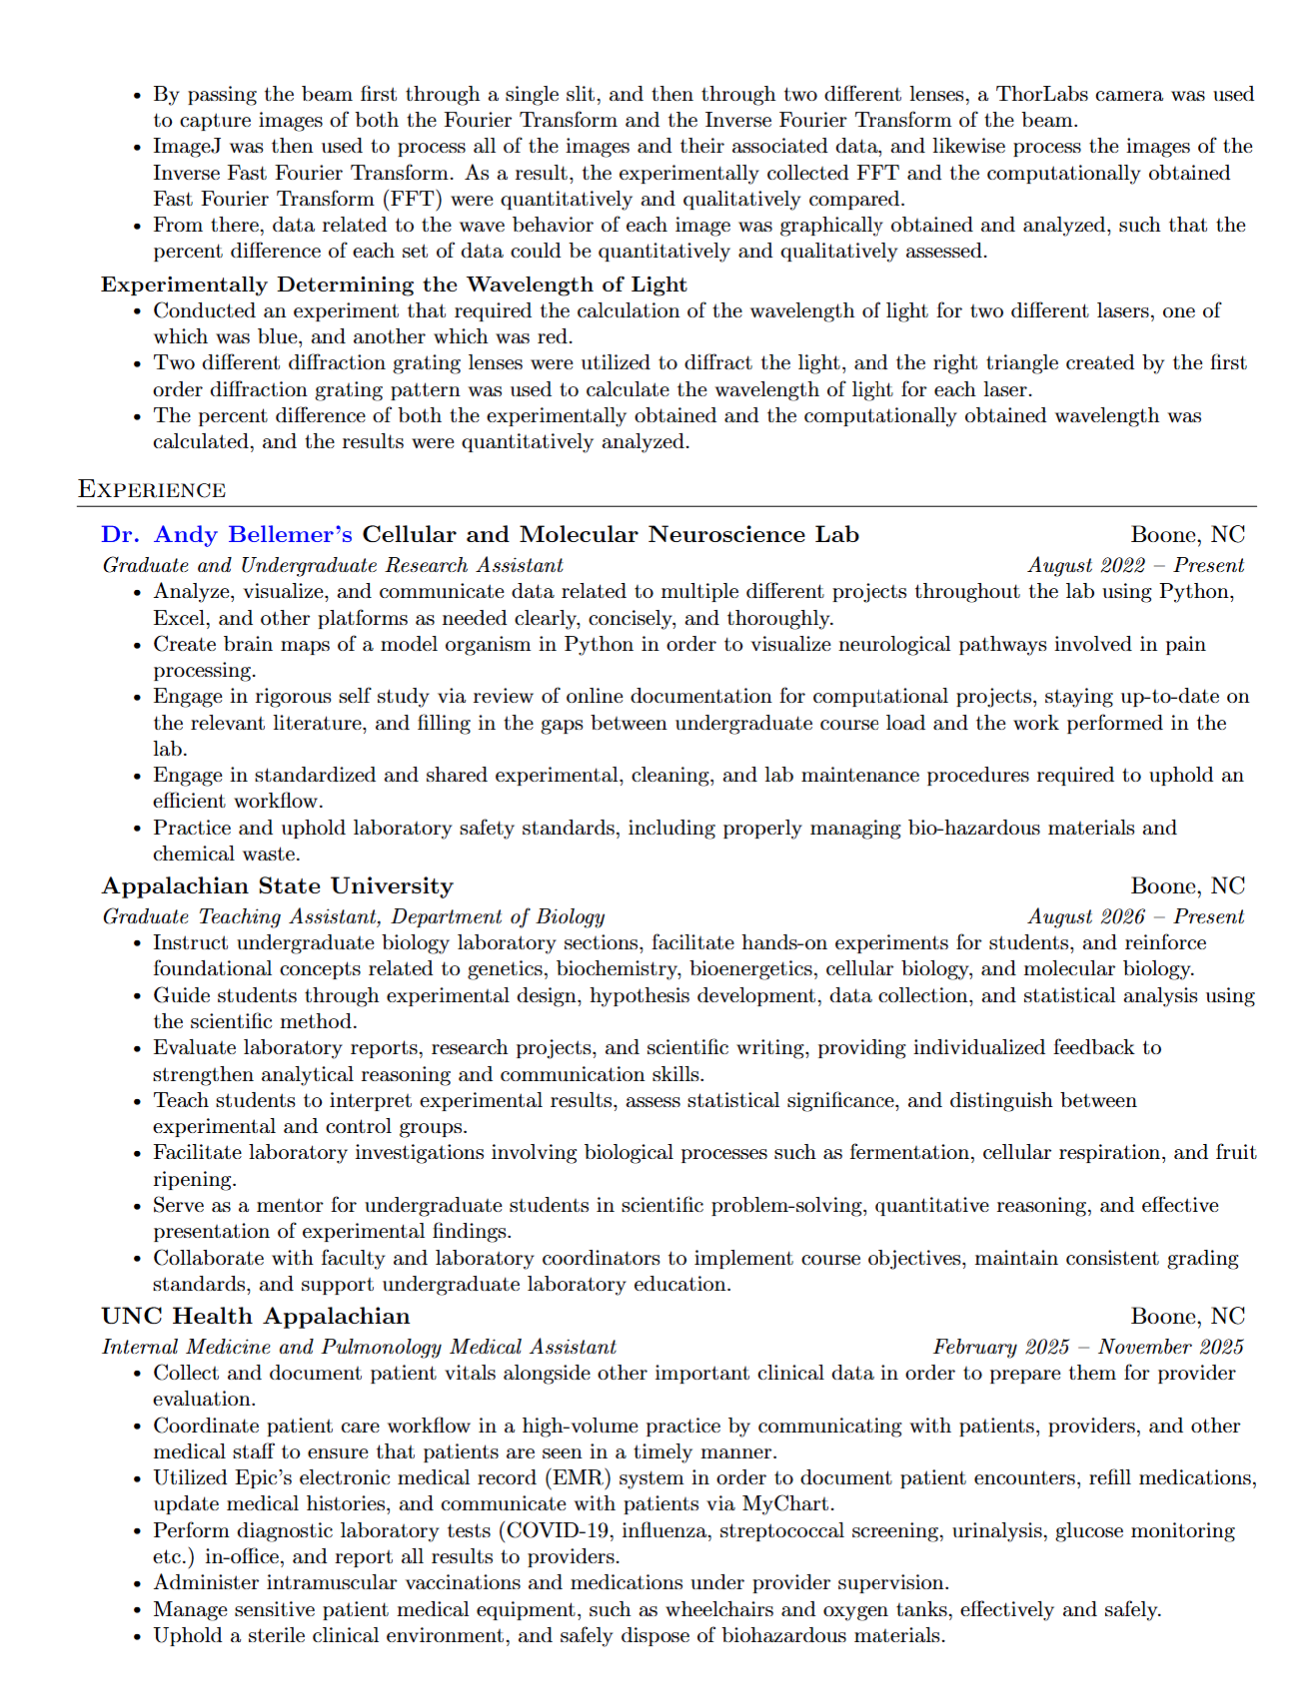 • By passing the beam first through a single slit, and then through two different lenses, a ThorLabs camera was used
to capture images of both the Fourier Transform and the Inverse Fourier Transform of the beam.
• ImageJ was then used to process all of the images and their associated data, and likewise process the images of the
Inverse Fast Fourier Transform. As a result, the experimentally collected FFT and the computationally obtained
Fast Fourier Transform (FFT) were quantitatively and qualitatively compared.
• From there, data related to the wave behavior of each image was graphically obtained and analyzed, such that the
percent difference of each set of data could be quantitatively and qualitatively assessed.
Experimentally Determining the Wavelength of Light
• Conducted an experiment that required the calculation of the wavelength of light for two different lasers, one of
which was blue, and another which was red.
• Two different diffraction grating lenses were utilized to diffract the light, and the right triangle created by the first
order diffraction grating pattern was used to calculate the wavelength of light for each laser.
• The percent difference of both the experimentally obtained and the computationally obtained wavelength was
calculated, and the results were quantitatively analyzed.
Experience
Dr. Andy Bellemer's Cellular and Molecular Neuroscience Lab Boone, NC
Graduate and Undergraduate Research Assistant August 2022 – Present
• Analyze, visualize, and communicate data related to multiple different projects throughout the lab using Python,
Excel, and other platforms as needed clearly, concisely, and thoroughly.
• Create brain maps of a model organism in Python in order to visualize neurological pathways involved in pain
processing.
• Engage in rigorous self study via review of online documentation for computational projects, staying up-to-date on
the relevant literature, and filling in the gaps between undergraduate course load and the work performed in the
lab.
• Engage in standardized and shared experimental, cleaning, and lab maintenance procedures required to uphold an
efficient workflow.
• Practice and uphold laboratory safety standards, including properly managing bio-hazardous materials and
chemical waste.
Appalachian State University Boone, NC
Graduate Teaching Assistant, Department of Biology August 2026 – Present
• Instruct undergraduate biology laboratory sections, facilitate hands-on experiments for students, and reinforce
foundational concepts related to genetics, biochemistry, bioenergetics, cellular biology, and molecular biology.
• Guide students through experimental design, hypothesis development, data collection, and statistical analysis using
the scientific method.
• Evaluate laboratory reports, research projects, and scientific writing, providing individualized feedback to
strengthen analytical reasoning and communication skills.
• Teach students to interpret experimental results, assess statistical significance, and distinguish between
experimental and control groups.
• Facilitate laboratory investigations involving biological processes such as fermentation, cellular respiration, and fruit
ripening.
• Serve as a mentor for undergraduate students in scientific problem-solving, quantitative reasoning, and effective
presentation of experimental findings.
• Collaborate with faculty and laboratory coordinators to implement course objectives, maintain consistent grading
standards, and support undergraduate laboratory education.
UNC Health Appalachian Boone, NC
Internal Medicine and Pulmonology Medical Assistant February 2025 – November 2025
• Collect and document patient vitals alongside other important clinical data in order to prepare them for provider
evaluation.
• Coordinate patient care workflow in a high-volume practice by communicating with patients, providers, and other
medical staff to ensure that patients are seen in a timely manner.
• Utilized Epic's electronic medical record (EMR) system in order to document patient encounters, refill medications,
update medical histories, and communicate with patients via MyChart.
• Perform diagnostic laboratory tests (COVID-19, influenza, streptococcal screening, urinalysis, glucose monitoring
etc.) in-office, and report all results to providers.
• Administer intramuscular vaccinations and medications under provider supervision.
• Manage sensitive patient medical equipment, such as wheelchairs and oxygen tanks, effectively and safely.
• Uphold a sterile clinical environment, and safely dispose of biohazardous materials.